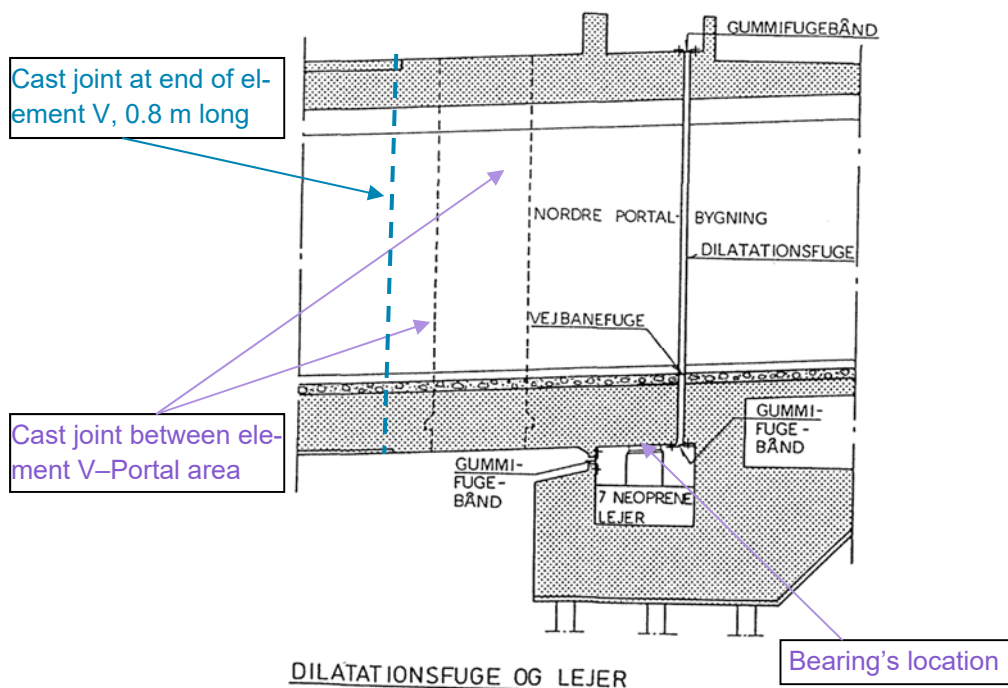 GUMMIFUGEBÅND
Cast joint at end of el-
ement V, 0.8 m long
NORDRE PORTAL- BYGNING
DILATATIONSFUGE
VEJBANEFUGE
Cast joint between ele-
ment V–Portal area
GUMMI-
FUGE-
BÅND
GUMMI-
FUGE-
BÅND
7 NEOPRENE
LEJER
Bearing's location
DILATATIONSFUGE OG LEJER